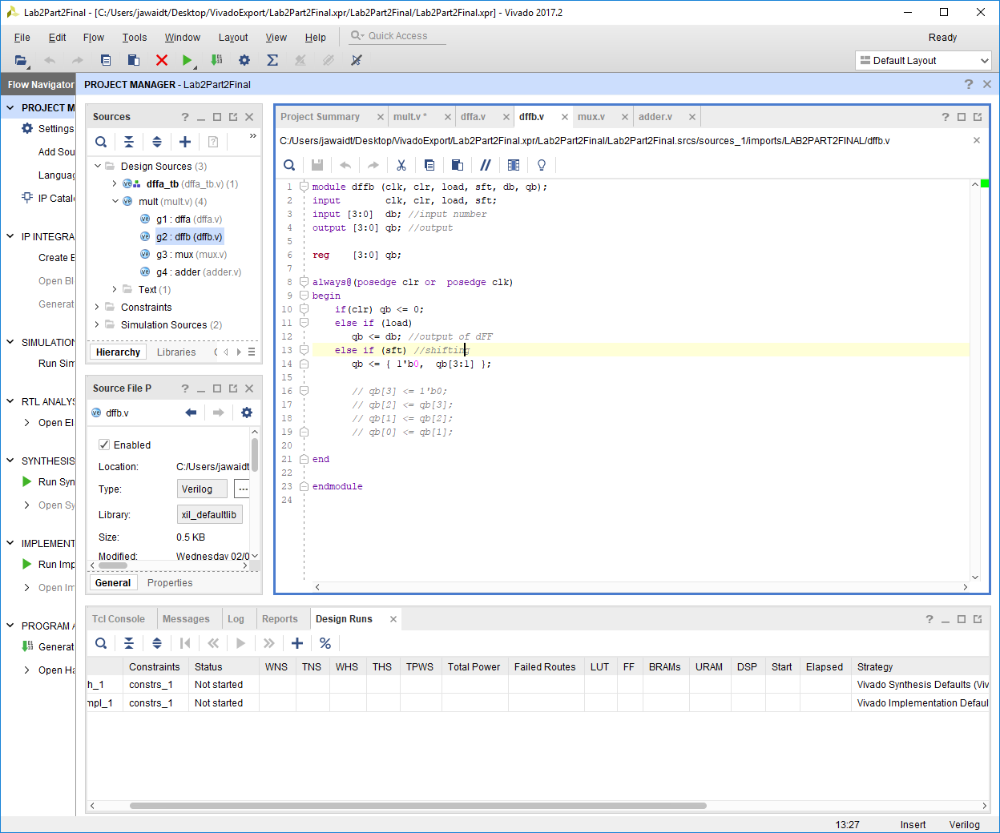 Lab2Part2Final - [C:/Users/jawaidt/Desktop/VivadoExport/Lab2Part2Final.xpr/Lab2Part2Final/Lab2Part2Final.xpr] - Vivado 2017.2
File Edit Flow Tools Window Layout View Help Quick Access Ready
Default Layout
Flow Navigator
PROJECT M
Settings
Add Sou
Languag
IP Catal
IP INTEGRA
Create B
Open Bl
Generat
SIMULATION
Run Sim
RTL ANALYS
Open El
SYNTHESIS
Run Syn
Open Sy
IMPLEMENT
Run Imp
Open Im
PROGRAM A
Generat
Open Ha
PROJECT MANAGER - Lab2Part2Final
Sources
Design Sources (3)
dffa_tb (dffa_tb.v) (1)
mult (mult.v) (4)
g1 : dffa (dffa.v)
g2 : dffb (dffb.v)
g3 : mux (mux.v)
g4 : adder (adder.v)
Text (1)
Constraints
Simulation Sources (2)
Hierarchy Libraries
Source File P
dffb.v
Enabled
Location: C:/Users/jawaidt
Type: Verilog ...
Library: xil_defaultlib
Size: 0.5 KB
Modified: Wednesday 02/0
General Properties
Project Summary mult.v * dffa.v dffb.v mux.v adder.v
C:/Users/jawaidt/Desktop/VivadoExport/Lab2Part2Final.xpr/Lab2Part2Final/Lab2Part2Final.srcs/sources_1/imports/LAB2PART2FINAL/dffb.v
1 module dffb (clk, clr, load, sft, db, qb);
2 input clk, clr, load, sft;
3 input [3:0] db; //input number
4 output [3:0] qb; //output
5
6 reg [3:0] qb;
7
8 always@(posedge clr or posedge clk)
9 begin
10 if(clr) qb <= 0;
11 else if (load)
12 qb <= db; //output of dFF
13 else if (sft) //shifting
14 qb <= { 1'b0, qb[3:1] };
15
16 // qb[3] <= 1'b0;
17 // qb[2] <= qb[3];
18 // qb[1] <= qb[2];
19 // qb[0] <= qb[1];
20
21 end
22
23 endmodule
24
Tcl Console Messages Log Reports Design Runs
Constraints Status WNS TNS WHS THS TPWS Total Power Failed Routes LUT FF BRAMs URAM DSP Start Elapsed Strategy
h_1 constrs_1 Not started Vivado Synthesis Defaults (Viv
mpl_1 constrs_1 Not started Vivado Implementation Defaul
13:27 Insert Verilog